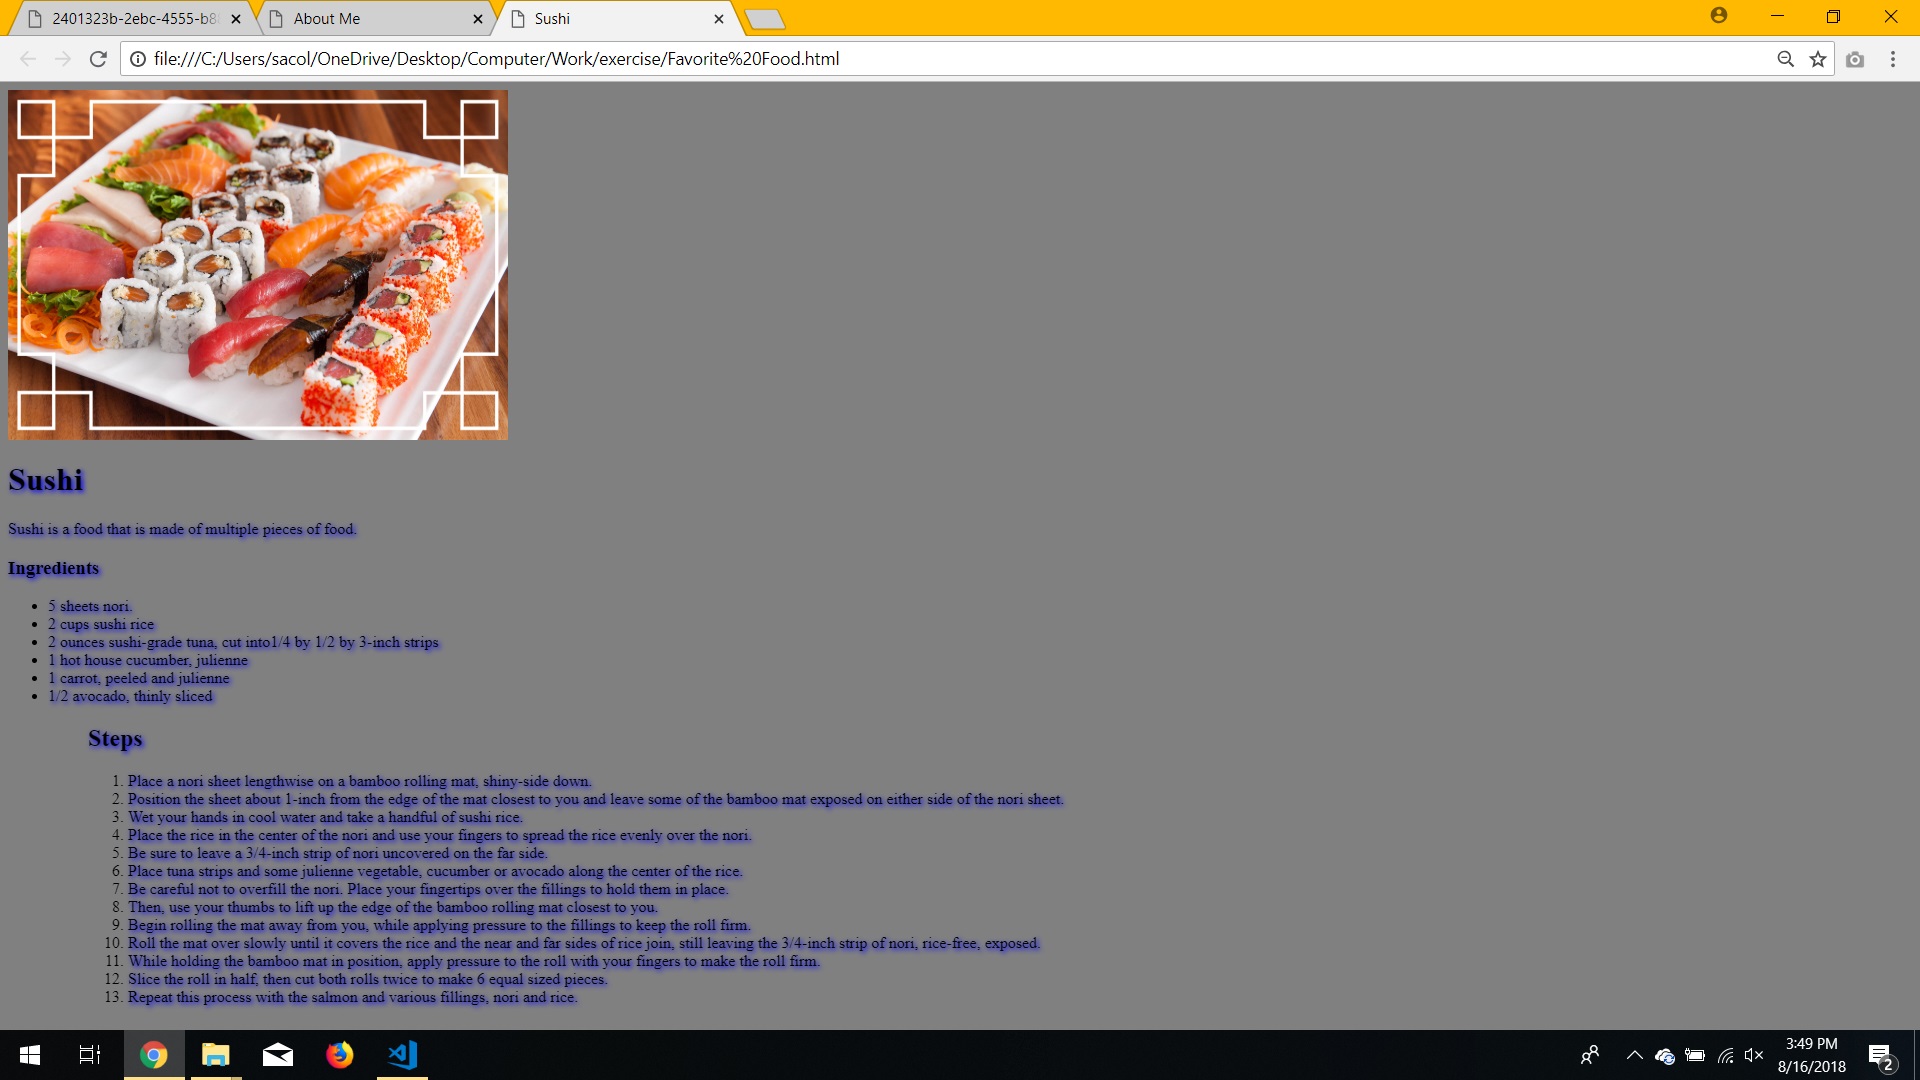 2401323b-2ebc-4555-b8
About Me
Sushi
file:///C:/Users/sacol/OneDrive/Desktop/Computer/Work/exercise/Favorite%20Food.html
Sushi
Sushi is a food that is made of multiple pieces of food.
Ingredients
• 5 sheets nori.
• 2 cups sushi rice
• 2 ounces sushi-grade tuna, cut into1/4 by 1/2 by 3-inch strips
• 1 hot house cucumber, julienne
• 1 carrot, peeled and julienne
• 1/2 avocado, thinly sliced
Steps
1. Place a nori sheet lengthwise on a bamboo rolling mat, shiny-side down.
2. Position the sheet about 1-inch from the edge of the mat closest to you and leave some of the bamboo mat exposed on either side of the nori sheet.
3. Wet your hands in cool water and take a handful of sushi rice.
4. Place the rice in the center of the nori and use your fingers to spread the rice evenly over the nori.
5. Be sure to leave a 3/4-inch strip of nori uncovered on the far side.
6. Place tuna strips and some julienne vegetable, cucumber or avocado along the center of the rice.
7. Be careful not to overfill the nori. Place your fingertips over the fillings to hold them in place.
8. Then, use your thumbs to lift up the edge of the bamboo rolling mat closest to you.
9. Begin rolling the mat away from you, while applying pressure to the fillings to keep the roll firm.
10. Roll the mat over slowly until it covers the rice and the near and far sides of rice join, still leaving the 3/4-inch strip of nori, rice-free, exposed.
11. While holding the bamboo mat in position, apply pressure to the roll with your fingers to make the roll firm.
12. Slice the roll in half, then cut both rolls twice to make 6 equal sized pieces.
13. Repeat this process with the salmon and various fillings, nori and rice.
3:49 PM
8/16/2018
2